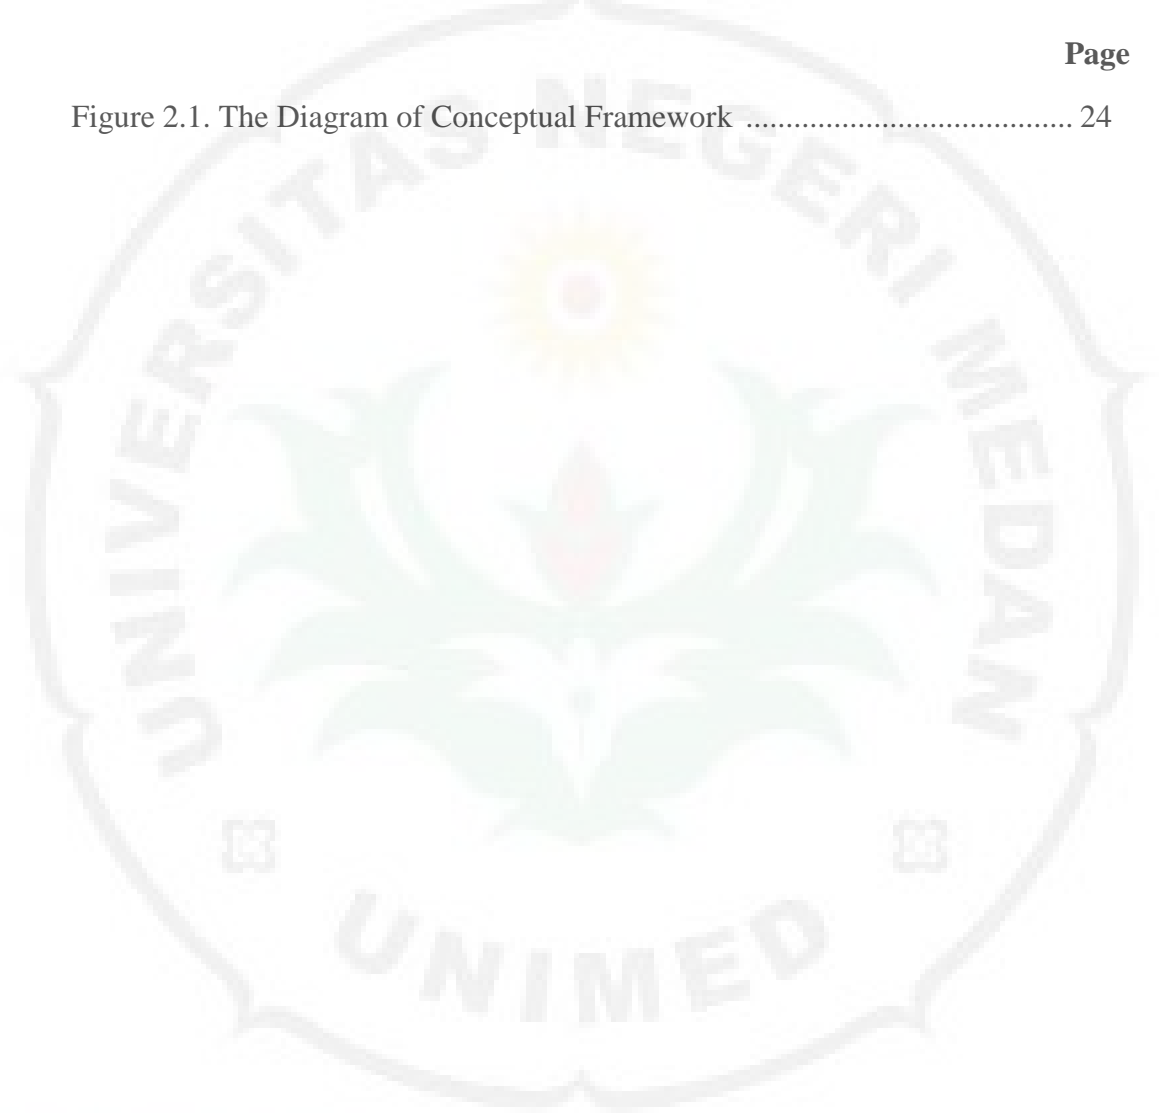 Page
Figure 2.1. The Diagram of Conceptual Framework ........................................ 24
UNIVERSITAS NEGERI MEDAN
UNIMED